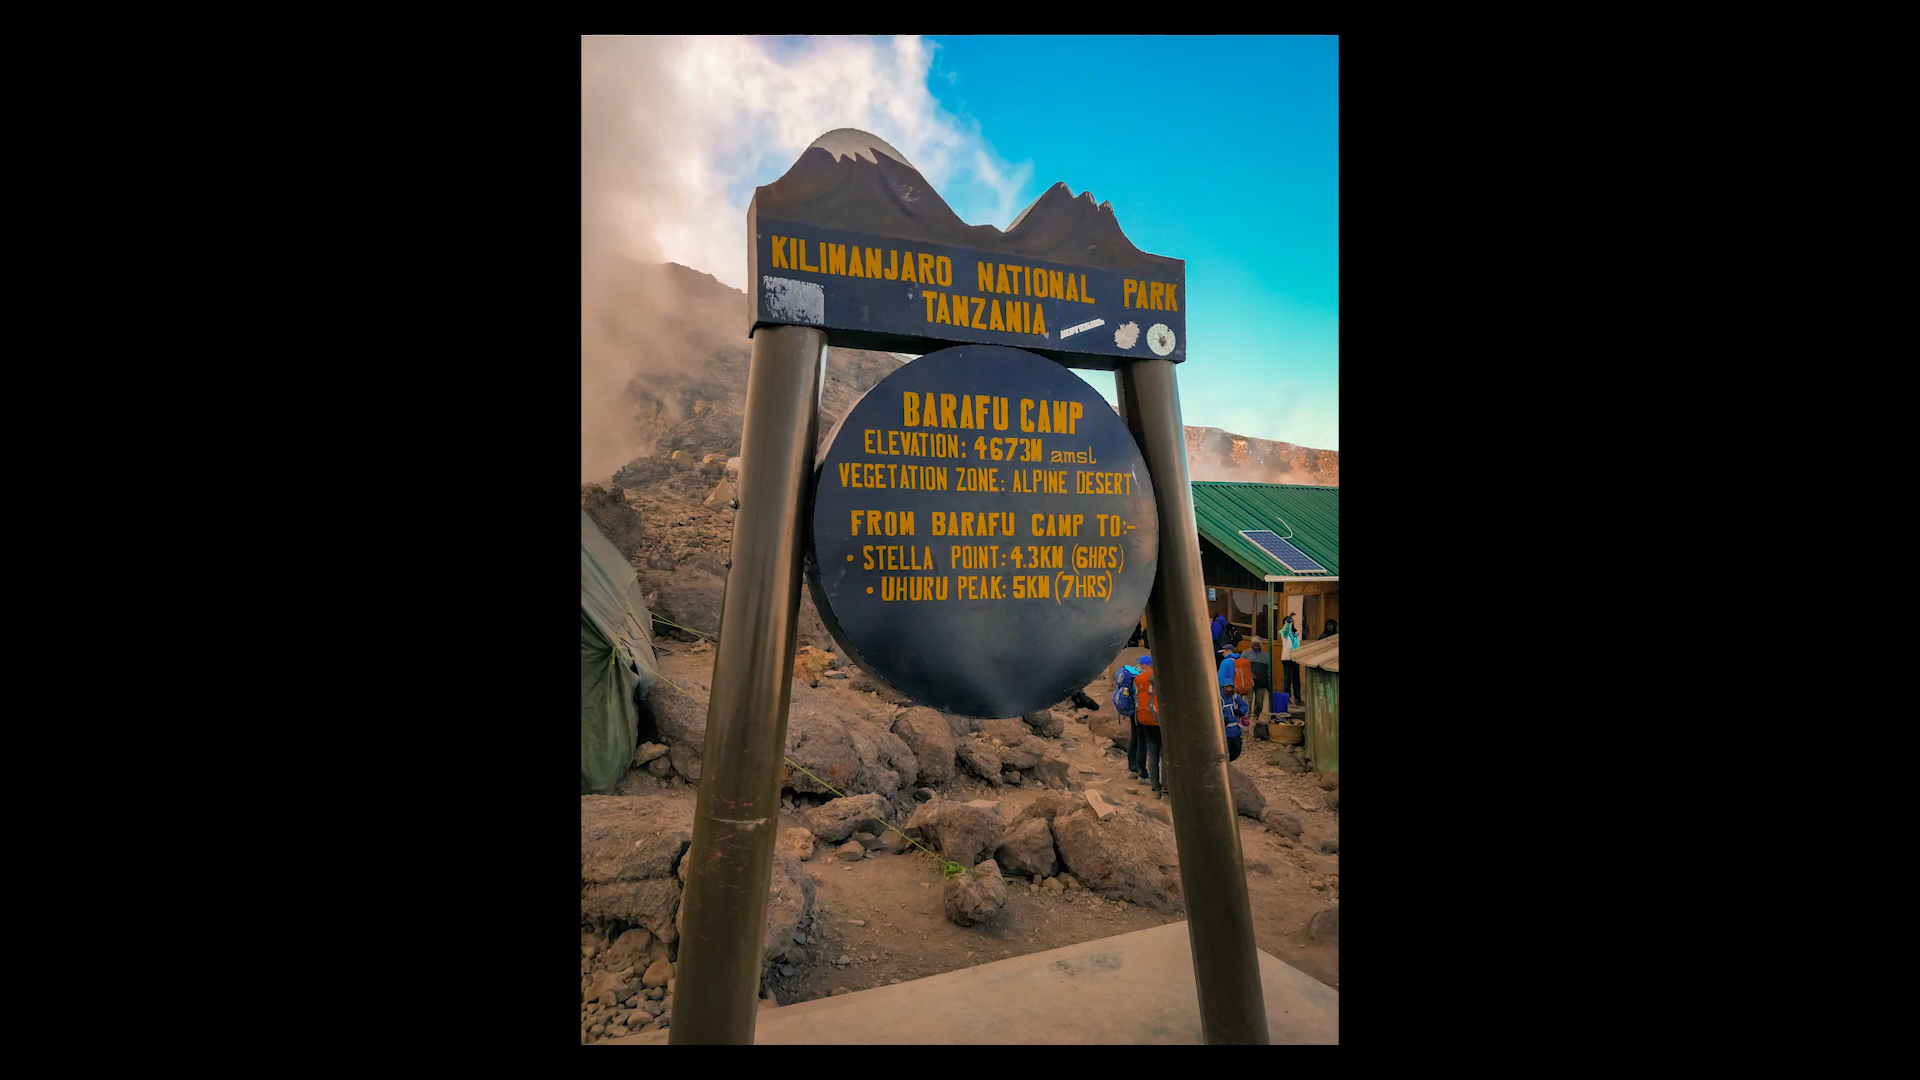 KILIMANJARO NATIONAL PARK
TANZANIA
BARAFU CAMP
ELEVATION: 4673M amsl
VEGETATION ZONE: ALPINE DESERT
FROM BARAFU CAMP TO:-
• STELLA POINT: 4.3KM (6HRS)
• UHURU PEAK: 5KM (7HRS)